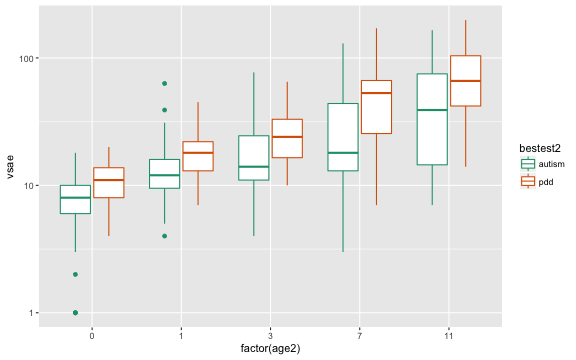 vsae
100
10
1
0 1 3 7 11
factor(age2)
bestest2
autism
pdd